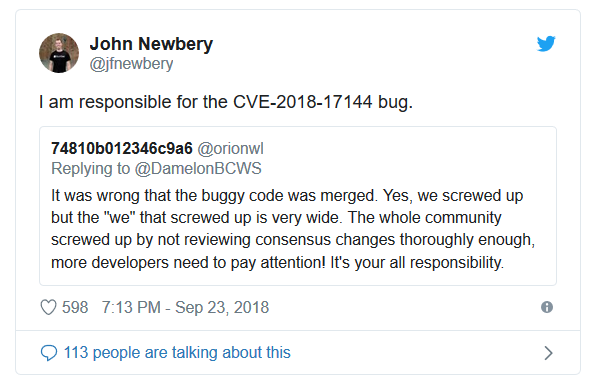 John Newbery
@jfnewbery
I am responsible for the CVE-2018-17144 bug.
74810b012346c9a6 @orionwl
Replying to @DamelonBCWS
It was wrong that the buggy code was merged. Yes, we screwed up
but the "we" that screwed up is very wide. The whole community
screwed up by not reviewing consensus changes thoroughly enough,
more developers need to pay attention! It's your all responsibility.
598 7:13 PM - Sep 23, 2018
113 people are talking about this